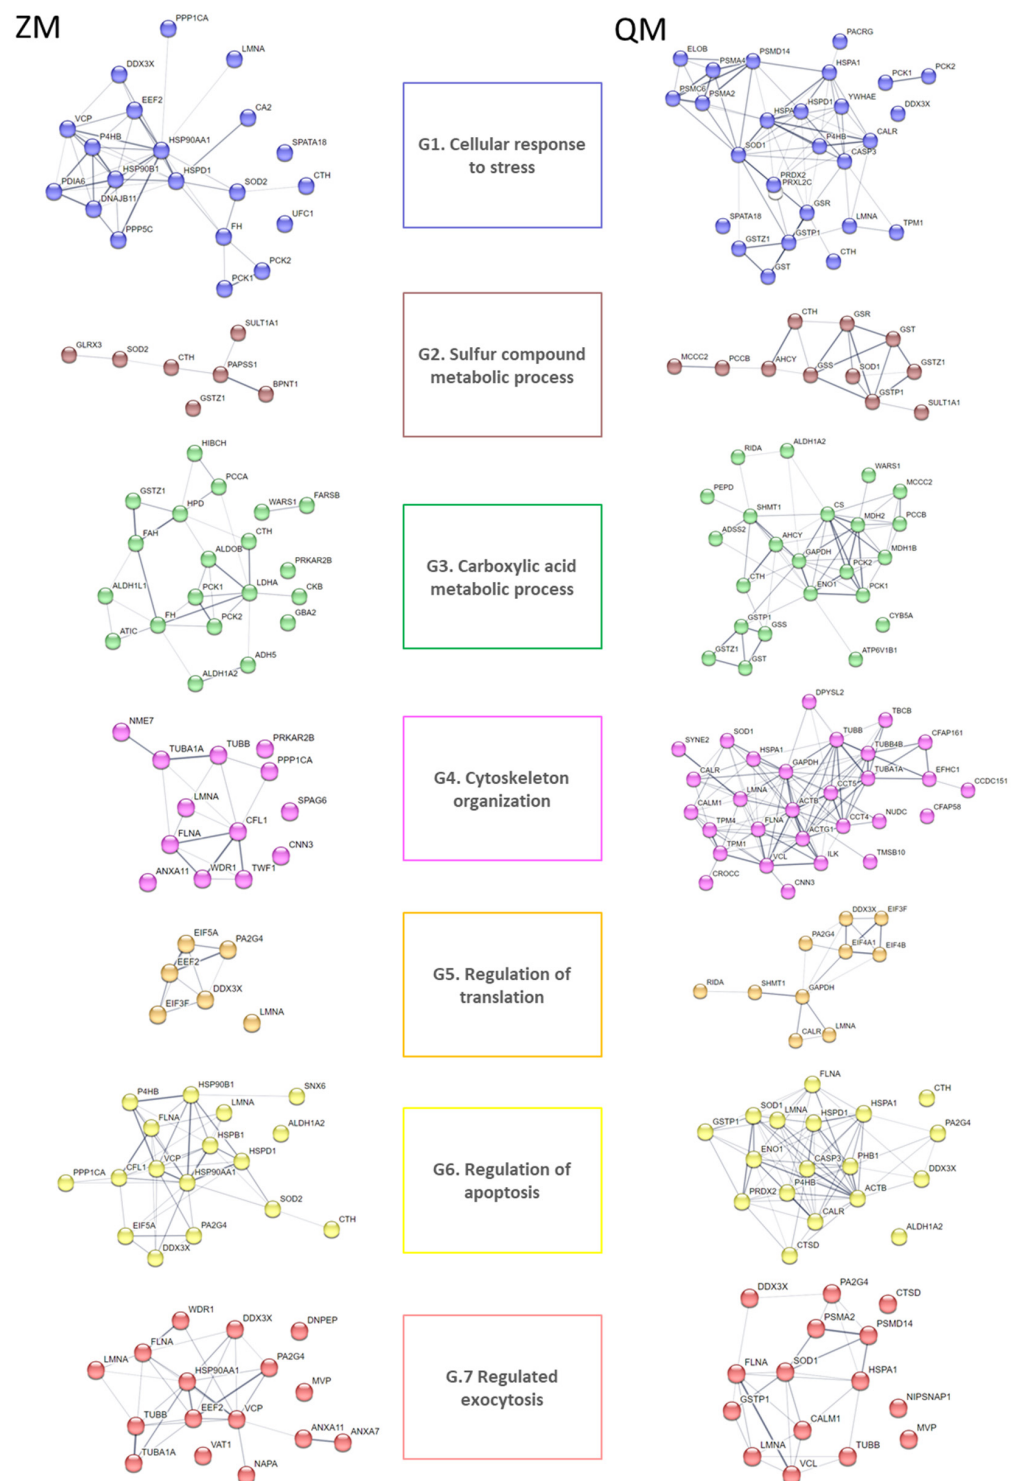 ZM
QM
PPP1CA
LMNA
DDX3X
EEF2
VCP
CA2
P4HB
HSP90AA1
SPATA18
HSP90B1
HSPD1
PDIA6
SOD2
CTH
DNAJB11
UFC1
PPP5C
FH
PCK2
PCK1
G1. Cellular response
to stress
PACRG
ELOB
PSMD14
PSMA4
HSPA1
PCK1
PCK2
PSMC6
PSMA2
HSPD1
YWHAE
DDX3X
P4HB
CALR
SOD1
CASP3
PRDX2
PRXL2C
GSR
SPATA18
LMNA
TPM1
GSTZ1
GSTP1
CTH
GST
SULT1A1
GLRX3
SOD2
CTH
PAPSS1
BPNT1
GSTZ1
G2. Sulfur compound
metabolic process
CTH
GSR
GST
MCCC2
PCCB
AHCY
GSS
SOD1
GSTZ1
GSTP1
SULT1A1
HIBCH
PCCA
GSTZ1
HPD
WARS1
FARSB
FAH
CTH
ALDOB
PRKAR2B
ALDH1L1
PCK1
LDHA
CKB
FH
PCK2
GBA2
ATIC
ADH5
ALDH1A2
G3. Carboxylic acid
metabolic process
ALDH1A2
RIDA
WARS1
PEPD
MCCC2
SHMT1
CS
MDH2
PCCB
ADSS2
AHCY
GAPDH
MDH1B
PCK2
CTH
ENO1
PCK1
GSTP1
GSS
CYB5A
GSTZ1
GST
ATP6V1B1
NME7
TUBA1A
TUBB
PRKAR2B
PPP1CA
LMNA
SPAG6
CFL1
FLNA
CNN3
ANXA11
WDR1
TWF1
G4. Cytoskeleton
organization
DPYSL2
TBCB
SYNE2
SOD1
TUBB
CFAP161
HSPA1
TUBB4B
GAPDH
CALR
TUBA1A
EFHC1
CCDC151
LMNA
CCT5
CALM1
ACTB
CFAP58
TPM4
FLNA
CCT4
NUDC
ACTG1
TPM1
VCL
ILK
TMSB10
CROCC
CNN3
EIF5A
PA2G4
EEF2
DDX3X
EIF3F
LMNA
G5. Regulation of
translation
DDX3X
EIF3F
PA2G4
EIF4A1
EIF4B
RIDA
SHMT1
GAPDH
CALR
LMNA
P4HB
HSP90B1
SNX6
LMNA
FLNA
ALDH1A2
HSPB1
HSPD1
VCP
PPP1CA
CFL1
HSP90AA1
SOD2
CTH
EIF5A
PA2G4
DDX3X
G6. Regulation of
apoptosis
FLNA
CTH
SOD1
LMNA
HSPD1
HSPA1
GSTP1
PA2G4
ENO1
CASP3
PHB1
DDX3X
P4HB
PRDX2
ACTB
CALR
ALDH1A2
CTSD
WDR1
DDX3X
DNPEP
FLNA
LMNA
HSP90AA1
PA2G4
MVP
TUBB
EEF2
VCP
ANXA11
ANXA7
TUBA1A
VAT1
NAPA
G.7 Regulated
exocytosis
DDX3X
PA2G4
CTSD
PSMA2
PSMD14
FLNA
SOD1
HSPA1
GSTP1
NIPSNAP1
CALM1
MVP
LMNA
TUBB
VCL